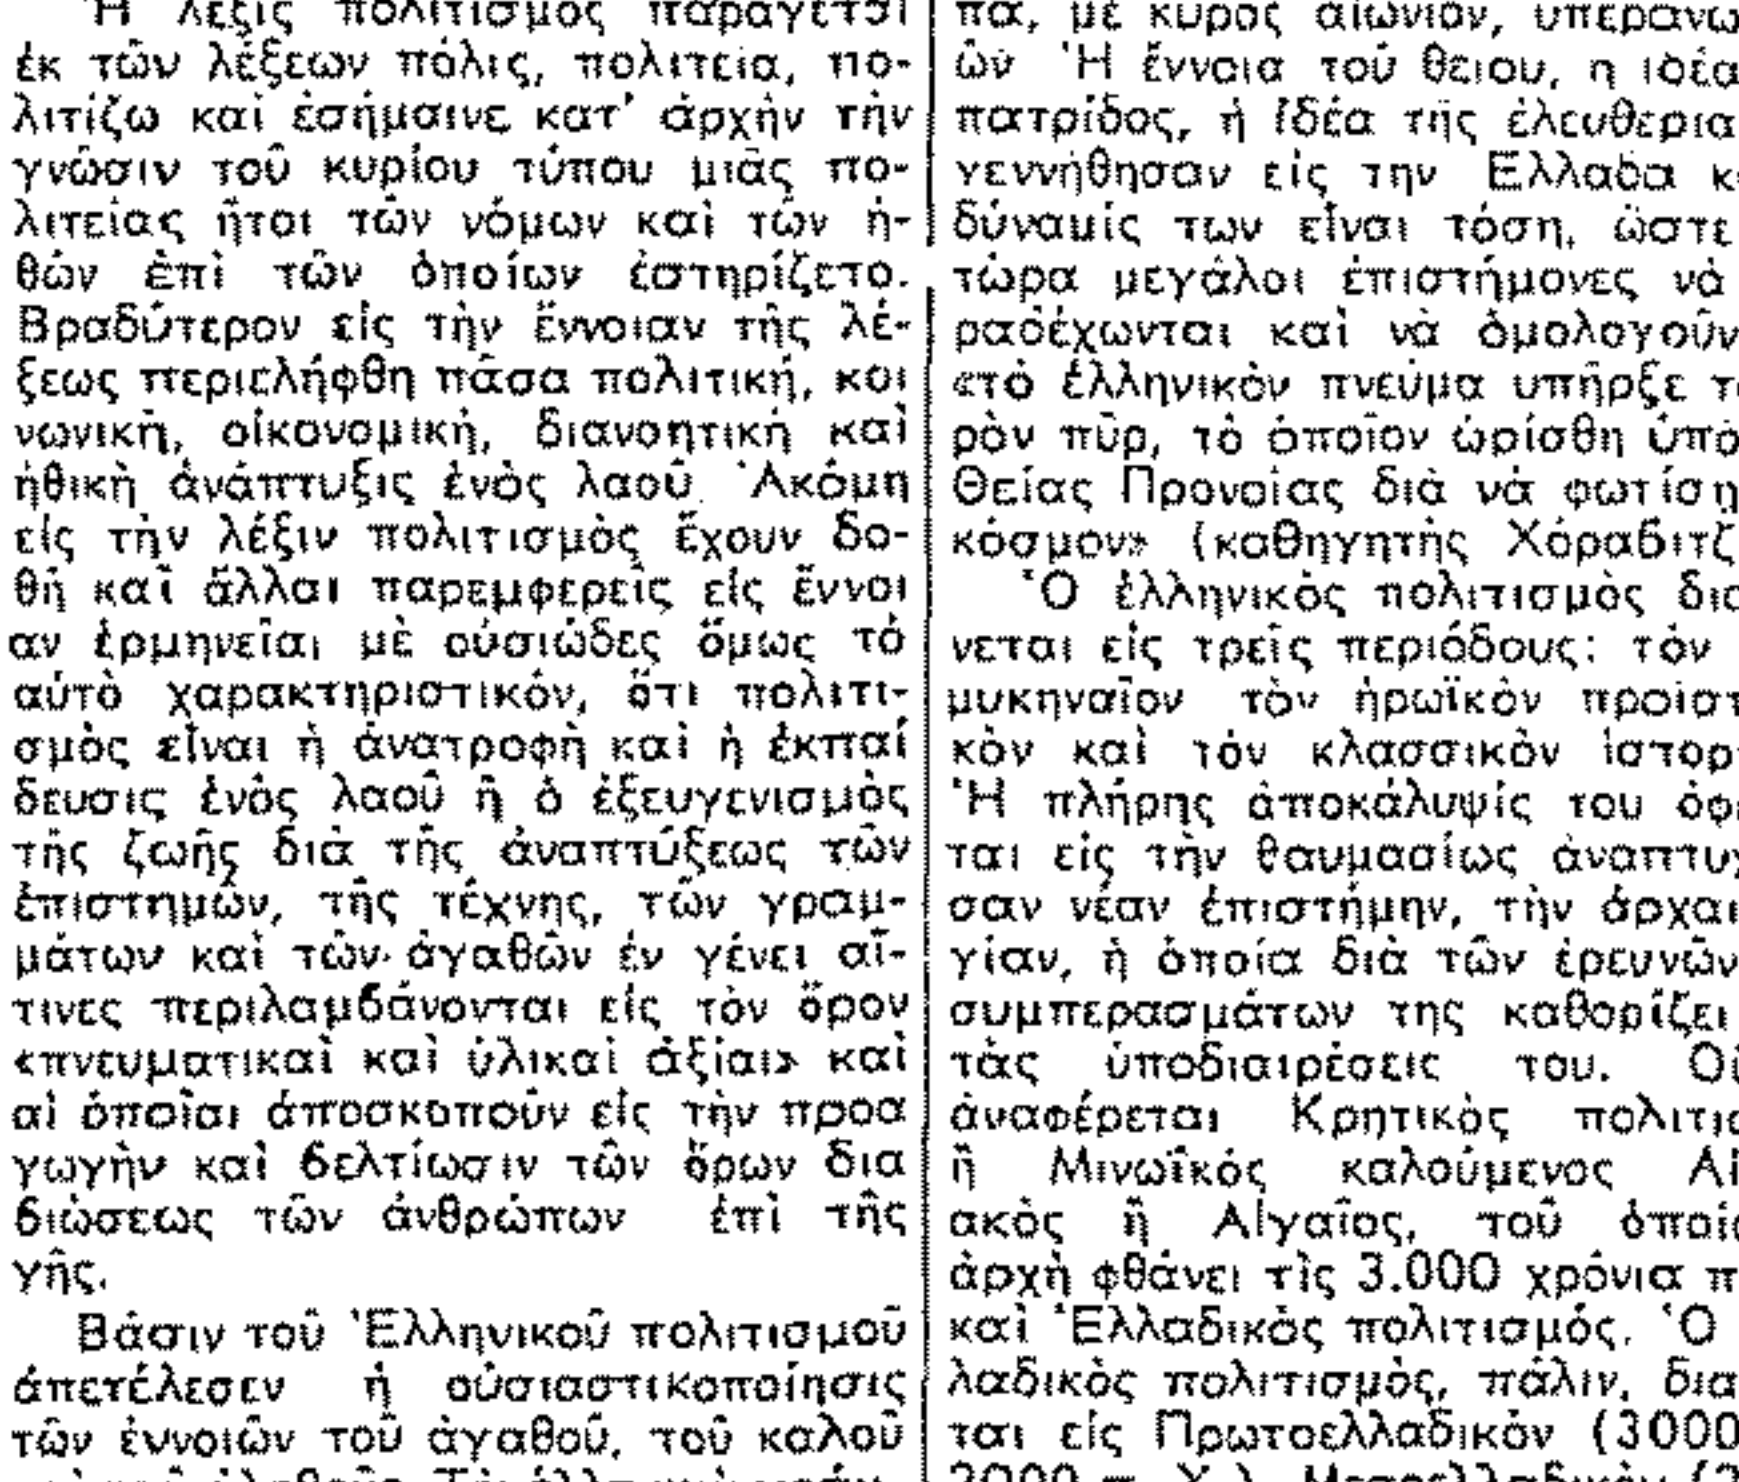 Ἡ λέξις πολιτισμὸς παράγεται
ἐκ τῶν λέξεων πόλις, πολιτεία, πο-
λιτίζω καὶ ἐσήμαινε κατ' ἀρχὴν τὴν
γνῶσιν τοῦ κυρίου τύπου μιᾶς πο-
λιτείας ἤτοι τῶν νόμων καὶ τῶν ἠ-
θῶν ἐπὶ τῶν ὁποίων ἐστηρίζετο.
Βραδύτερον εἰς τὴν ἔννοιαν τῆς λέ-
ξεως περιελήφθη πᾶσα πολιτική, κοι
νωνική, οἰκονομική, διανοητική καὶ
ἠθικὴ ἀνάπτυξις ἑνὸς λαοῦ. Ἀκόμη
εἰς τὴν λέξιν πολιτισμὸς ἔχουν δο-
θῆ καὶ ἄλλαι παρεμφερεῖς εἰς ἔννοι
αν ἑρμηνεῖαι μὲ οὐσιῶδες ὅμως τὸ
αὐτὸ χαρακτηριστικόν, ὅτι πολιτι-
σμὸς εἶναι ἡ ἀνατροφὴ καὶ ἡ ἐκπαί
δευσις ἑνὸς λαοῦ ἢ ὁ ἐξευγενισμὸς
τῆς ζωῆς διὰ τῆς ἀναπτύξεως τῶν
ἐπιστημῶν, τῆς τέχνης, τῶν γραμ-
μάτων καὶ τῶν ἀγαθῶν ἐν γένει αἵ-
τινες περιλαμβάνονται εἰς τὸν ὅρον
«πνευματικαὶ καὶ ὑλικαὶ ἀξίαι» καὶ
αἱ ὁποῖαι ἀποσκοποῦν εἰς τὴν προα
γωγὴν καὶ βελτίωσιν τῶν ὅρων δια
βιώσεως τῶν ἀνθρώπων ἐπὶ τῆς
γῆς.
Βάσιν τοῦ Ἑλληνικοῦ πολιτισμοῦ
ἀπετέλεσεν ἡ οὐσιαστικοποίησις
τῶν ἐννοιῶν τοῦ ἀγαθοῦ, τοῦ καλοῦ
πα, μὲ κῦρος αἰώνιον, ὑπεράνω
ὦν Ἡ ἔννοια τοῦ θείου, ἡ ἰδέα
πατρίδος, ἡ ἰδέα τῆς ἐλευθερία
γεννήθησαν εἰς τὴν Ἑλλάδα κ
δύναμίς των εἶναι τόση, ὥστε
τώρα μεγάλοι ἐπιστήμονες νὰ
ραδέχωνται καὶ νὰ ὁμολογοῦν
«τὸ ἑλληνικὸν πνεῦμα ὑπῆρξε τ
ρὸν πῦρ, τὸ ὁποῖον ὡρίσθη ὑπὸ
Θείας Προνοίας διὰ νὰ φωτίσῃ
κόσμον» (καθηγητὴς Χόραβιτζ
Ὁ ἑλληνικὸς πολιτισμὸς δια
νεται εἰς τρεῖς περιόδους: τὸν
μυκηναῖον τὸν ἡρωϊκὸν προϊστ
κὸν καὶ τὸν κλασσικὸν ἱστορ
Ἡ πλήρης ἀποκάλυψίς του ὀφε
ται εἰς τὴν θαυμασίως ἀναπτυχ
σαν νέαν ἐπιστήμην, τὴν ἀρχαι
γίαν, ἡ ὁποία διὰ τῶν ἐρευνῶν
συμπερασμάτων της καθορίζει
τὰς ὑποδιαιρέσεις του. Οὕ
ἀναφέρεται Κρητικὸς πολιτισ
ἢ Μινωϊκός καλούμενος Αἰ
ακὸς ἢ Αἰγαῖος, τοῦ ὁποίο
ἀρχὴ φθάνει τὶς 3.000 χρόνια π
καὶ Ἑλλαδικὸς πολιτισμός. Ὁ
λαδικὸς πολιτισμός, πάλιν, δια
ται εἰς Πρωτοελλαδικὸν (3000